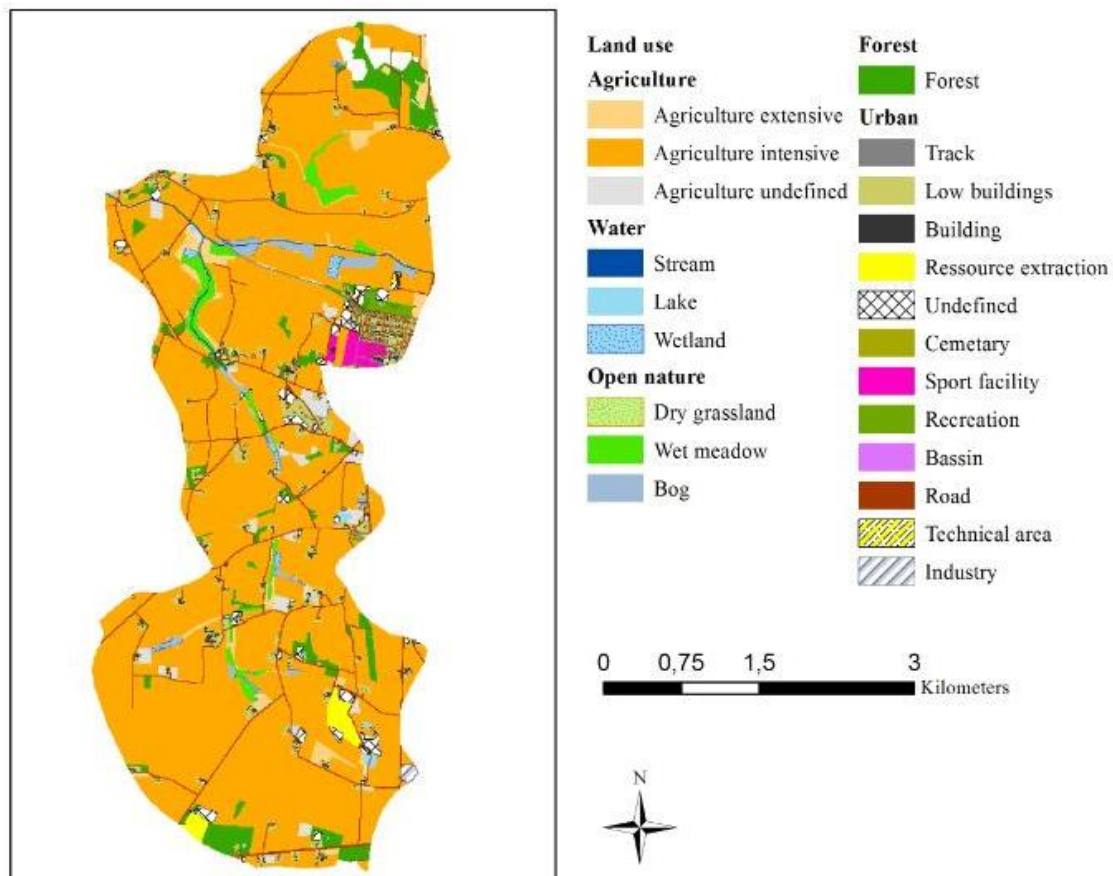 Land use
Agriculture
Agriculture extensive
Agriculture intensive
Agriculture undefined
Water
Stream
Lake
Wetland
Open nature
Dry grassland
Wet meadow
Bog
Forest
Forest
Urban
Track
Low buildings
Building
Ressource extraction
Undefined
Cemetary
Sport facility
Recreation
Bassin
Road
Technical area
Industry
0 0,75 1,5 3
Kilometers
N